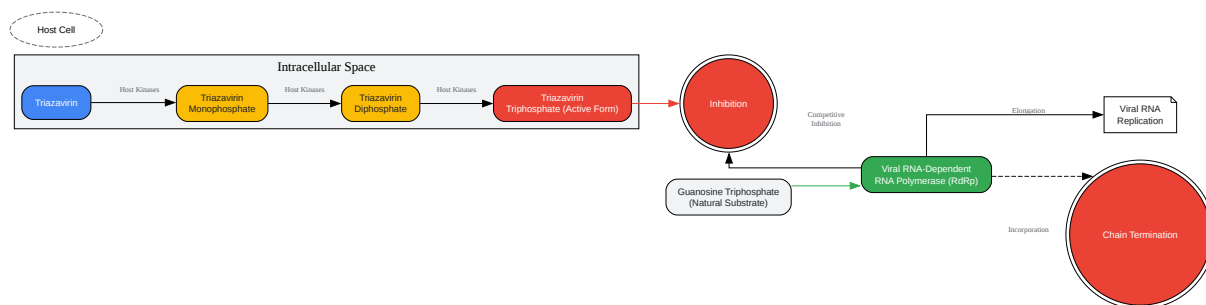 Host Cell
Intracellular Space
Triazavirin
Host Kinases
Triazavirin
Monophosphate
Host Kinases
Triazavirin
Diphosphate
Host Kinases
Triazavirin
Triphosphate (Active Form)
Inhibition
Competitive
Inhibition
Guanosine Triphosphate
(Natural Substrate)
Viral RNA-Dependent
RNA Polymerase (RdRp)
Elongation
Viral RNA
Replication
Incorporation
Chain Termination